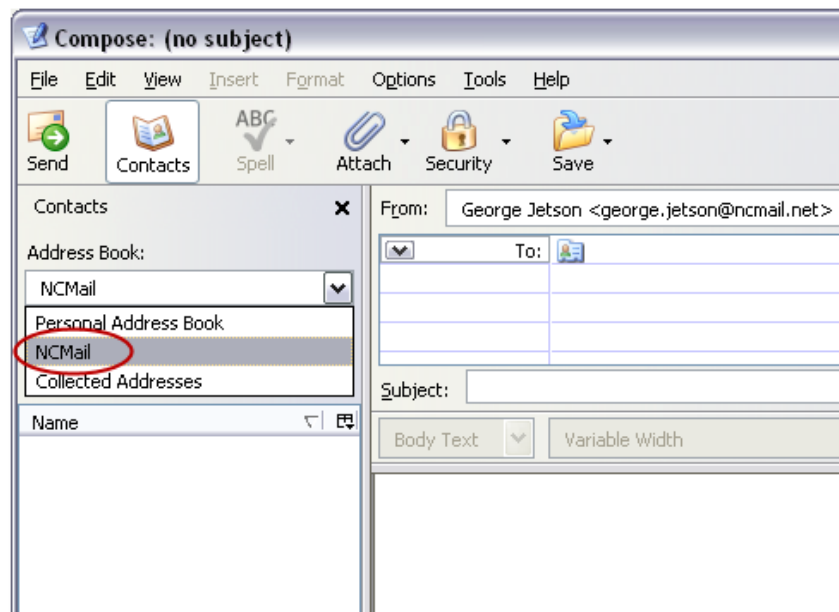 Compose: (no subject)
File Edit View Insert Format Options Tools Help
ABC
Send Contacts Spell Attach Security Save
Contacts
From: George Jetson <george.jetson@ncmail.net>
Address Book:
To:
NCMail
Personal Address Book
NCMail
Collected Addresses
Subject:
Name
Body Text Variable Width